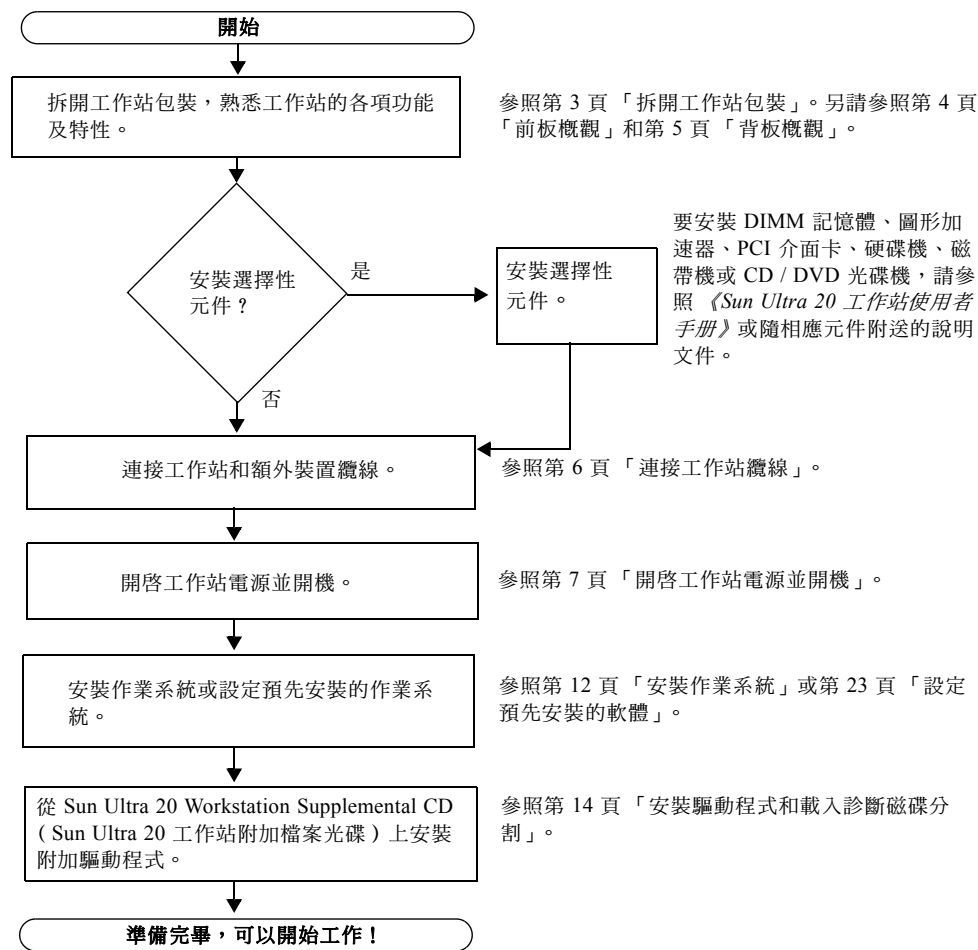 開始
拆開工作站包裝，熟悉工作站的各項功能
及特性。
參照第 3 頁「拆開工作站包裝」。另請參照第 4 頁
「前板概觀」和第 5 頁 「背板概觀」。
安裝選擇性
元件？
是
安裝選擇性
元件。
要安裝 DIMM 記憶體、圖形加
速器、PCI 介面卡、硬碟機、磁
帶機或 CD / DVD 光碟機，請參
照 《Sun Ultra 20 工作站使用者
手冊》或隨相應元件附送的說明
文件。
否
連接工作站和額外裝置纜線。
參照第 6 頁「連接工作站纜線」。
開啓工作站電源並開機。
參照第 7 頁「開啓工作站電源並開機」。
安裝作業系統或設定預先安裝的作業系
統。
參照第 12 頁「安裝作業系統」或第 23 頁「設定
預先安裝的軟體」。
從 Sun Ultra 20 Workstation Supplemental CD
（Sun Ultra 20 工作站附加檔案光碟）上安裝
附加驅動程式。
參照第 14 頁「安裝驅動程式和載入診斷磁碟分
割」。
準備完畢，可以開始工作！